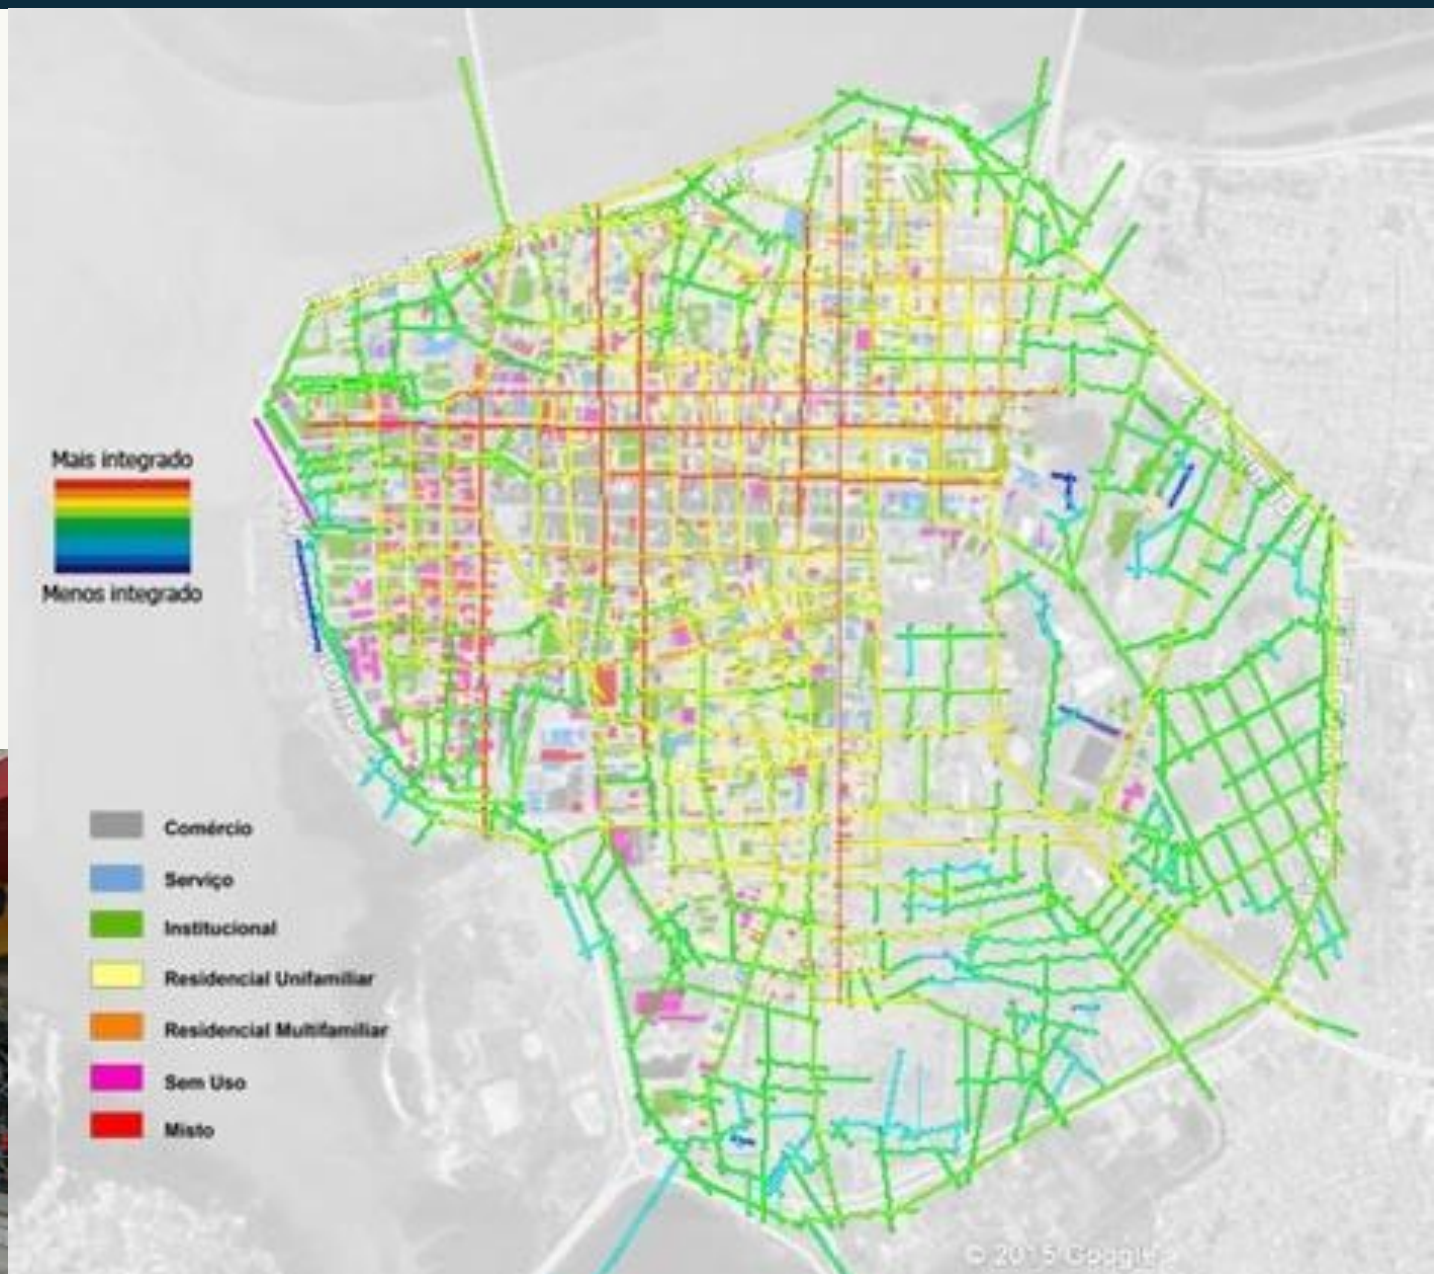 Mais integrado
Menos integrado
Comércio
Serviço
Institucional
Residencial Unifamiliar
Residencial Multifamiliar
Sem Uso
Misto
© 2015 Google